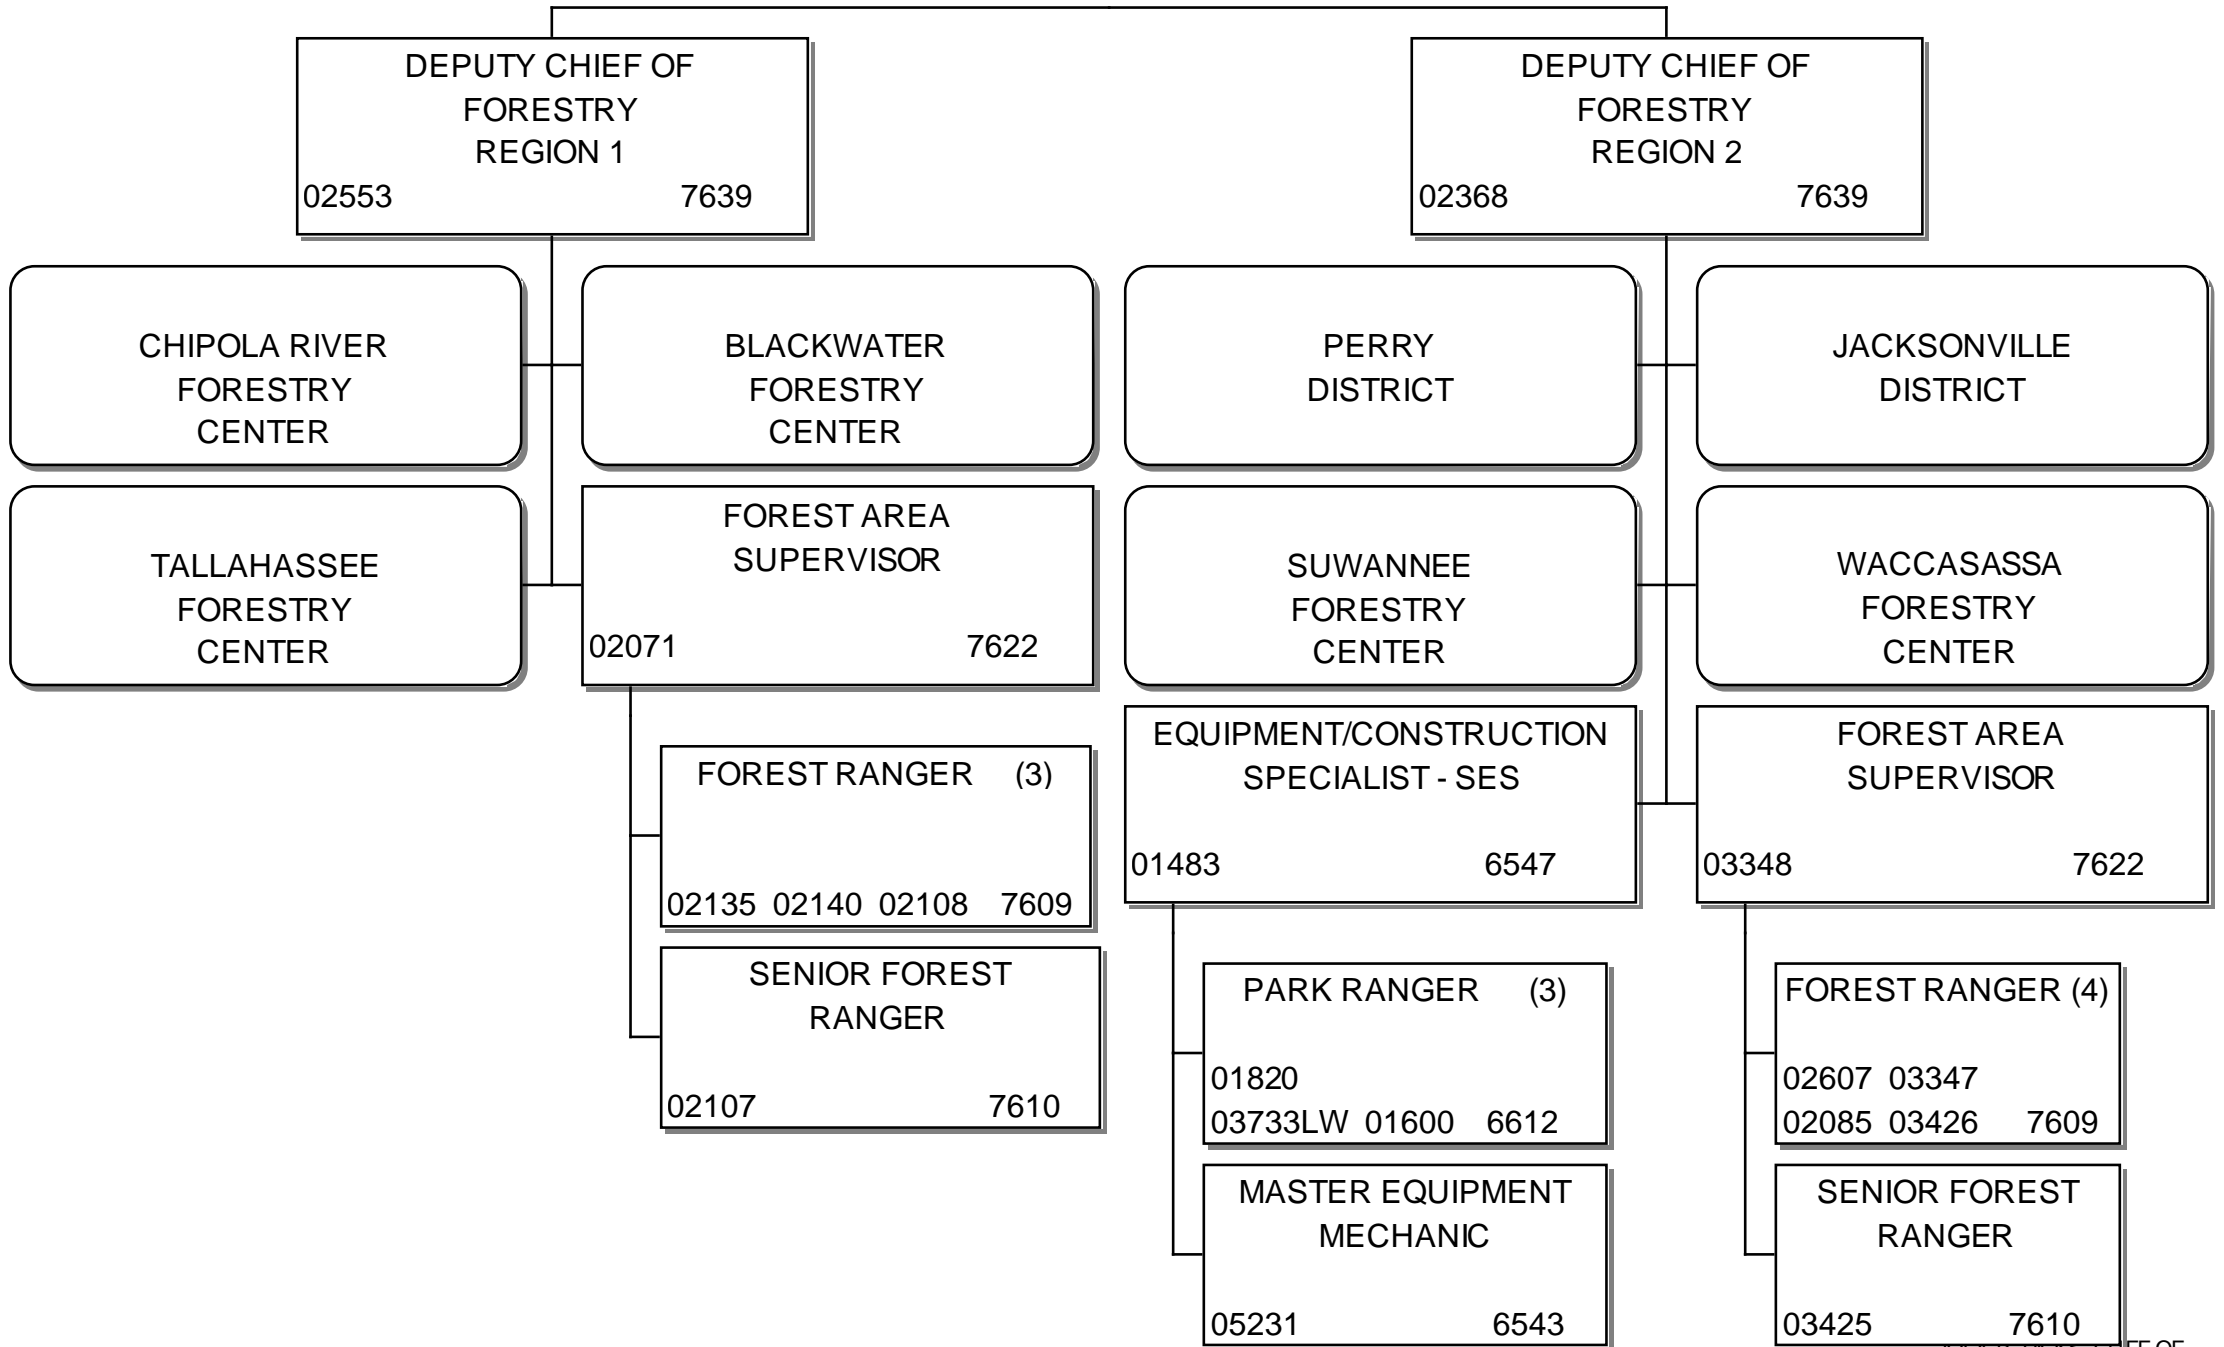 DEPUTY CHIEF OF
FORESTRY
REGION 1
02553 7639
DEPUTY CHIEF OF
FORESTRY
REGION 2
02368 7639
CHIPOLA RIVER
FORESTRY
CENTER
BLACKWATER
FORESTRY
CENTER
PERRY
DISTRICT
JACKSONVILLE
DISTRICT
TALLAHASSEE
FORESTRY
CENTER
FOREST AREA
SUPERVISOR
02071 7622
SUWANNEE
FORESTRY
CENTER
WACCASASSA
FORESTRY
CENTER
FOREST RANGER (3)
02135 02140 02108 7609
SENIOR FOREST
RANGER
02107 7610
EQUIPMENT/CONSTRUCTION
SPECIALIST - SES
01483 6547
FOREST AREA
SUPERVISOR
03348 7622
PARK RANGER (3)
01820
03733LW 01600 6612
MASTER EQUIPMENT
MECHANIC
05231 6543
FOREST RANGER (4)
02607 03347
02085 03426 7609
SENIOR FOREST
RANGER
03425 7610